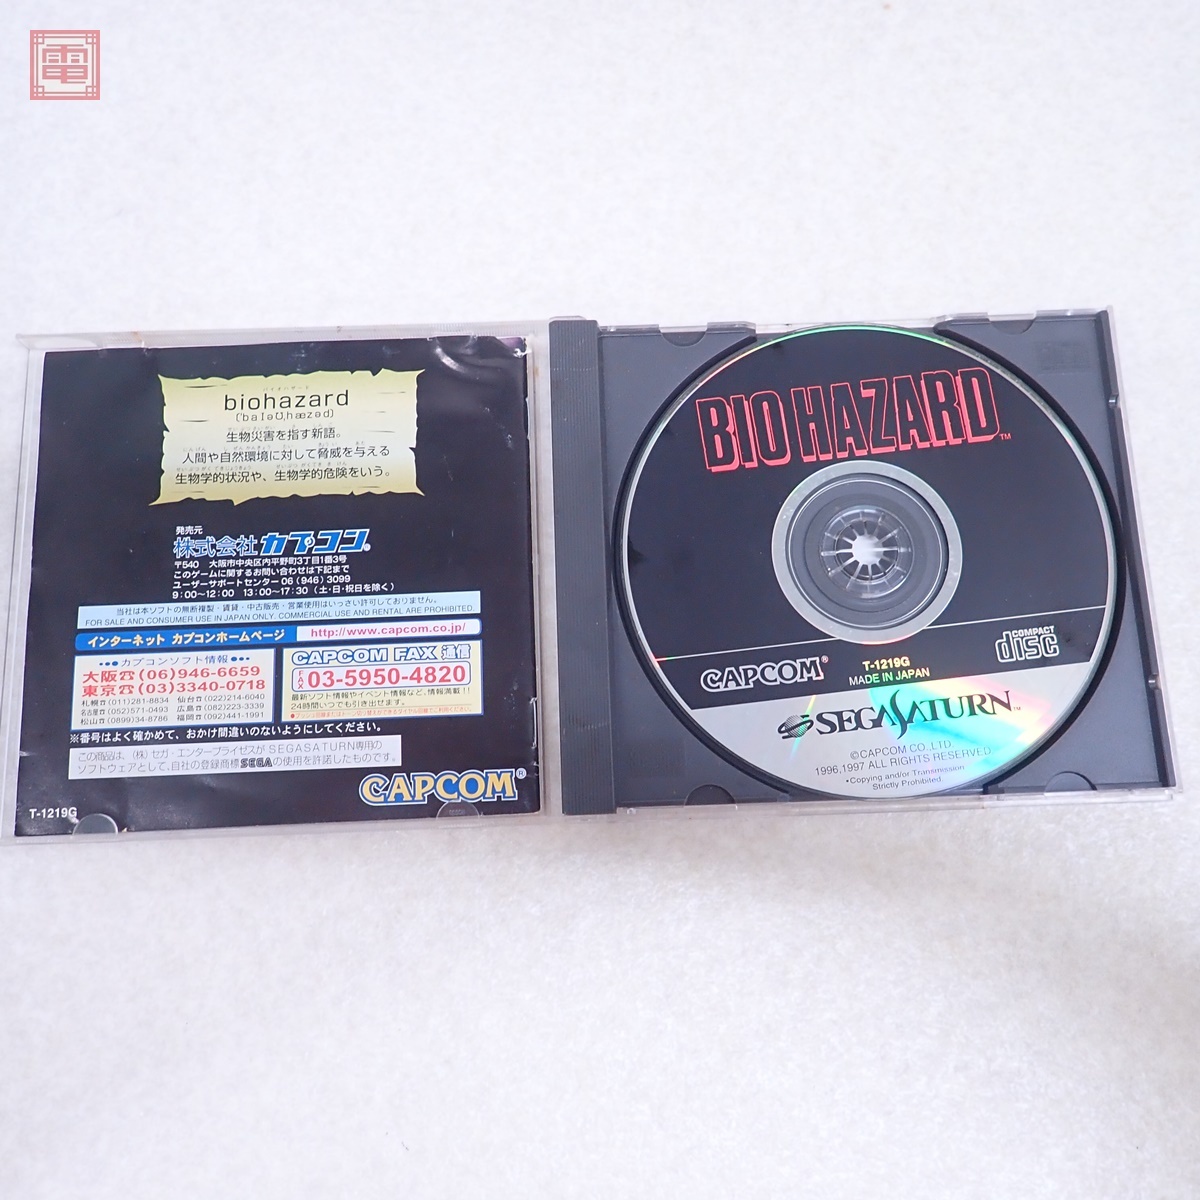 電
バイオハザード
biohazard
生物災害を指す新語。
人間や自然環境に対して脅威を与える
生物学的状況や、生物学的危険をいう。
発売元
株式会社カプコン®
〒540 大阪市中央区内平野町3丁目1番3号
このゲームに関するお問い合わせは下記まで
ユーザーサポートセンター 06(946)3099
9:00～12:00 13:00～17:30(土・日・祝日を除く)
当社は本ソフトの無断複製・賃貸・中古販売・営業使用はいっさい許可しておりません。
FOR SALE AND CONSUMER USE IN JAPAN ONLY. COMMERCIAL USE AND RENTAL ARE PROHIBITED.
インターネット カプコンホームページ http://www.capcom.co.jp/
カプコンソフト情報
大阪☎(06)946-6659
東京☎(03)3340-0718
札幌☎(011)281-8834 仙台☎(022)214-6040
名古屋☎(052)571-0493 広島☎(082)223-3339
松山☎(0899)34-8786 福岡☎(092)441-1991
CAPCOM FAX 通信
FAX 03-5950-4820
最新ソフト情報やイベント情報など、情報満載!!
24時間いつでも引き出せます。
※番号はよく確かめて、おかけ間違いのないようにしてください。
この商品は、(株)セガ・エンタープライゼスがSEGASATURN専用の
ソフトウェアとして、自社の登録商標SEGAの使用を許諾したものです。
CAPCOM®
T-1219G
BIO HAZARD™
COMPACT
disc
CAPCOM®
T-1219G
MADE IN JAPAN
SEGASATURN™
©CAPCOM CO.,LTD.
1996,1997 ALL RIGHTS RESERVED.
•Copying and/or Transmission
Strictly Prohibited.